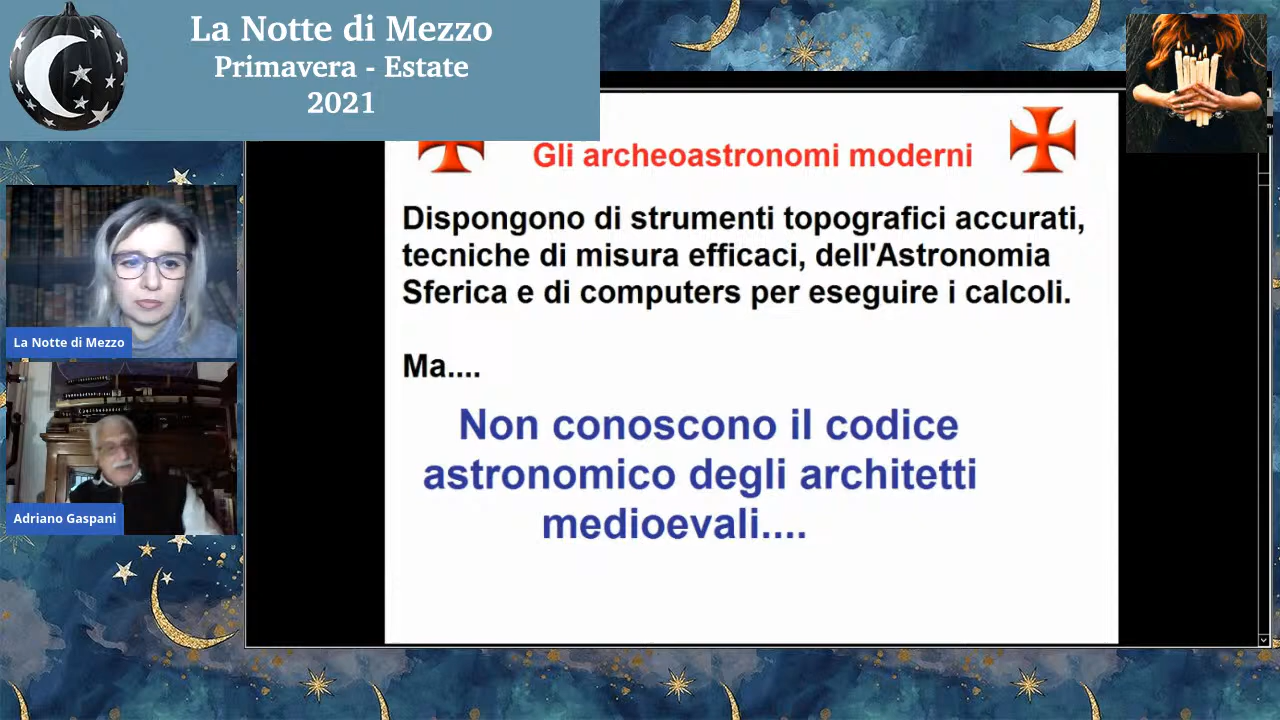 La Notte di Mezzo
Primavera - Estate
2021
Gli archeoastronomi moderni
Dispongono di strumenti topografici accurati,
tecniche di misura efficaci, dell'Astronomia
Sferica e di computers per eseguire i calcoli.
Ma....
Non conoscono il codice
astronomico degli architetti
medioevali....
La Notte di Mezzo
Adriano Gaspani